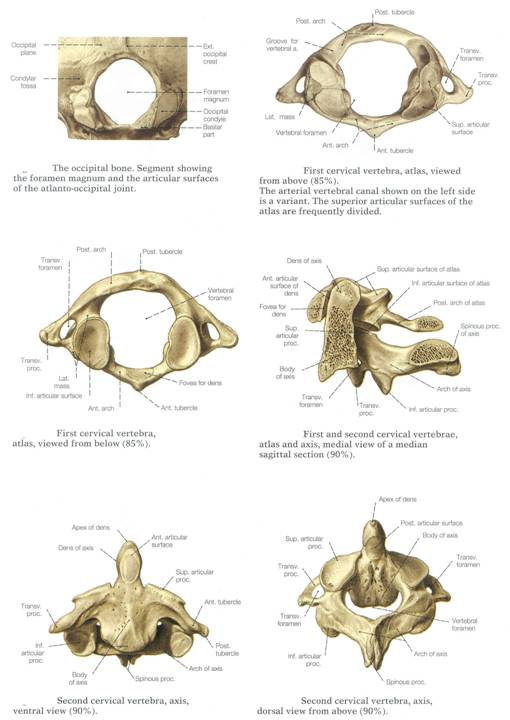 Occipital
plane
Condylar
fossa
Ext.
occipital
crest
Foramen
magnum
Occipital
condyle
Basilar
part
The occipital bone. Segment showing
the foramen magnum and the articular surfaces
of the atlanto-occipital joint.
Post. tubercle
Post. arch
Groove for
vertebral a.
Transv.
foramen
Transv.
proc.
Lat. mass
Sup. articular
surface
Vertebral foramen
Ant. arch
Ant. tubercle
First cervical vertebra, atlas, viewed
from above (85%).
The arterial vertebral canal shown on the left side
is a variant. The superior articular surfaces of the
atlas are frequently divided.
Post. arch
Post. tubercle
Transv.
foramen
Vertebral
foramen
Transv.
proc.
Lat.
mass
Inf. articular surface
Fovea for dens
Ant. arch
Ant. tubercle
First cervical vertebra,
atlas, viewed from below (85%).
Dens of axis
Sup. articular surface of atlas
Ant. articular
surface of
dens
Inf. articular surface of atlas
Fovea for
dens
Post. arch of atlas
Sup.
articular
proc.
Spinous proc.
of axis
Body
of axis
Arch of axis
Transv.
foramen
Transv.
proc.
Inf. articular proc.
First and second cervical vertebrae,
atlas and axis, medial view of a median
sagittal section (90%).
Apex of dens
Ant. articular
surface
Dens of axis
Sup. articular
proc.
Transv.
proc.
Ant. tubercle
Inf.
articular
proc.
Post.
tubercle
Body
of axis
Arch of axis
Spinous proc.
Second cervical vertebra, axis,
ventral view (90%).
Apex of dens
Post. articular surface
Body of axis
Sup. articular
proc.
Transv.
foramen
Transv.
proc.
Transv.
foramen
Vertebral
foramen
Inf. articular
proc.
Arch of axis
Spinous proc.
Second cervical vertebra, axis,
dorsal view from above (90%).